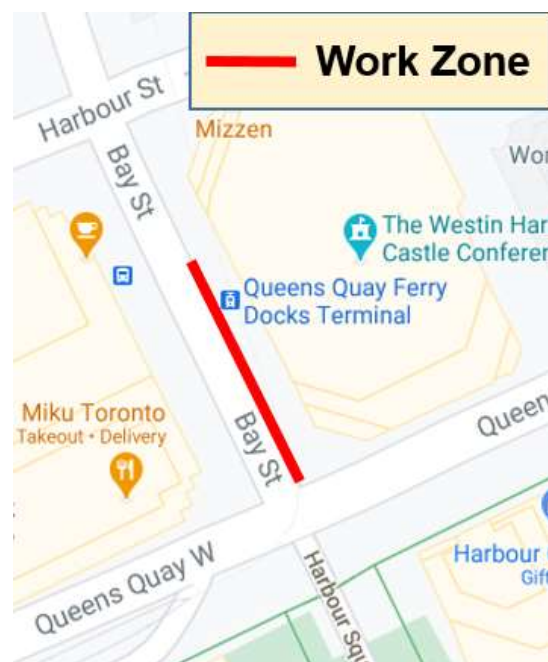 Work Zone
Harbour St
Mizzen
Bay St
Wor
The Westin Har
Castle Conferen
Queens Quay Ferry
Docks Terminal
Miku Toronto
Takeout • Delivery
Bay St
Queen
Queens Quay W
Harbour Squ
Harbour
Gift